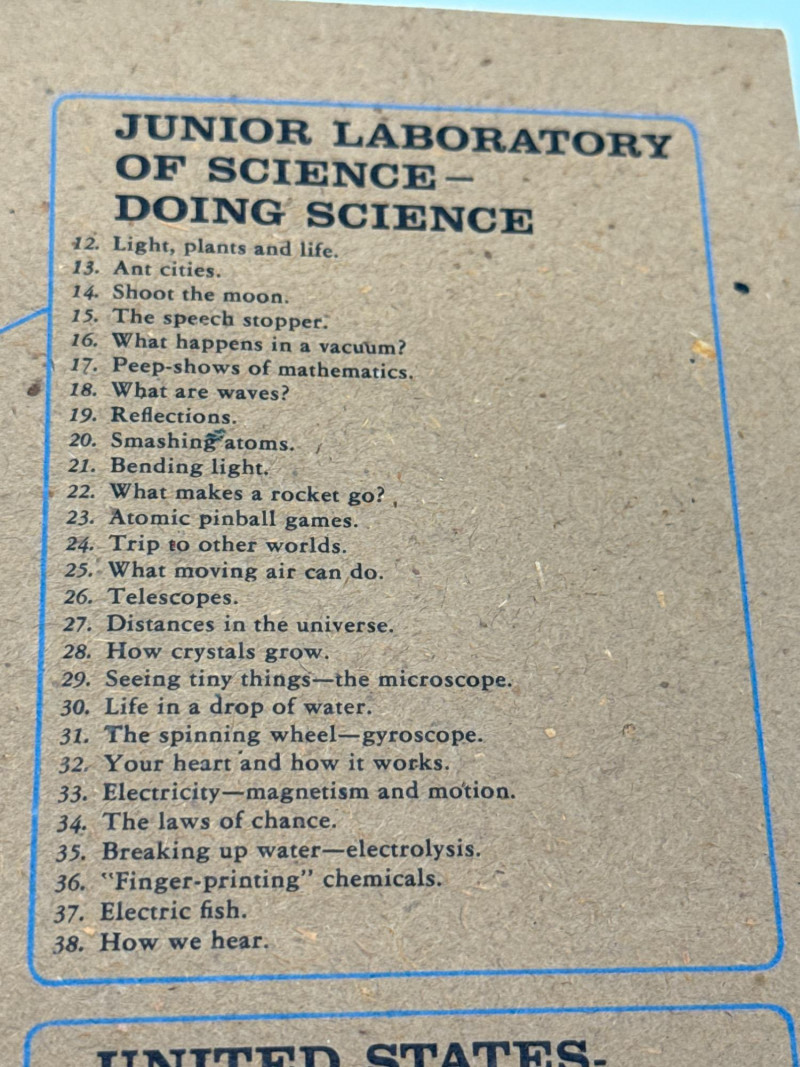 JUNIOR LABORATORY
OF SCIENCE—
DOING SCIENCE
12. Light, plants and life.
13. Ant cities.
14. Shoot the moon.
15. The speech stopper.
16. What happens in a vacuum?
17. Peep-shows of mathematics.
18. What are waves?
19. Reflections.
20. Smashing atoms.
21. Bending light.
22. What makes a rocket go?
23. Atomic pinball games.
24. Trip to other worlds.
25. What moving air can do.
26. Telescopes.
27. Distances in the universe.
28. How crystals grow.
29. Seeing tiny things—the microscope.
30. Life in a drop of water.
31. The spinning wheel—gyroscope.
32. Your heart and how it works.
33. Electricity—magnetism and motion.
34. The laws of chance.
35. Breaking up water—electrolysis.
36. "Finger-printing" chemicals.
37. Electric fish.
38. How we hear.
UNITED STATES-